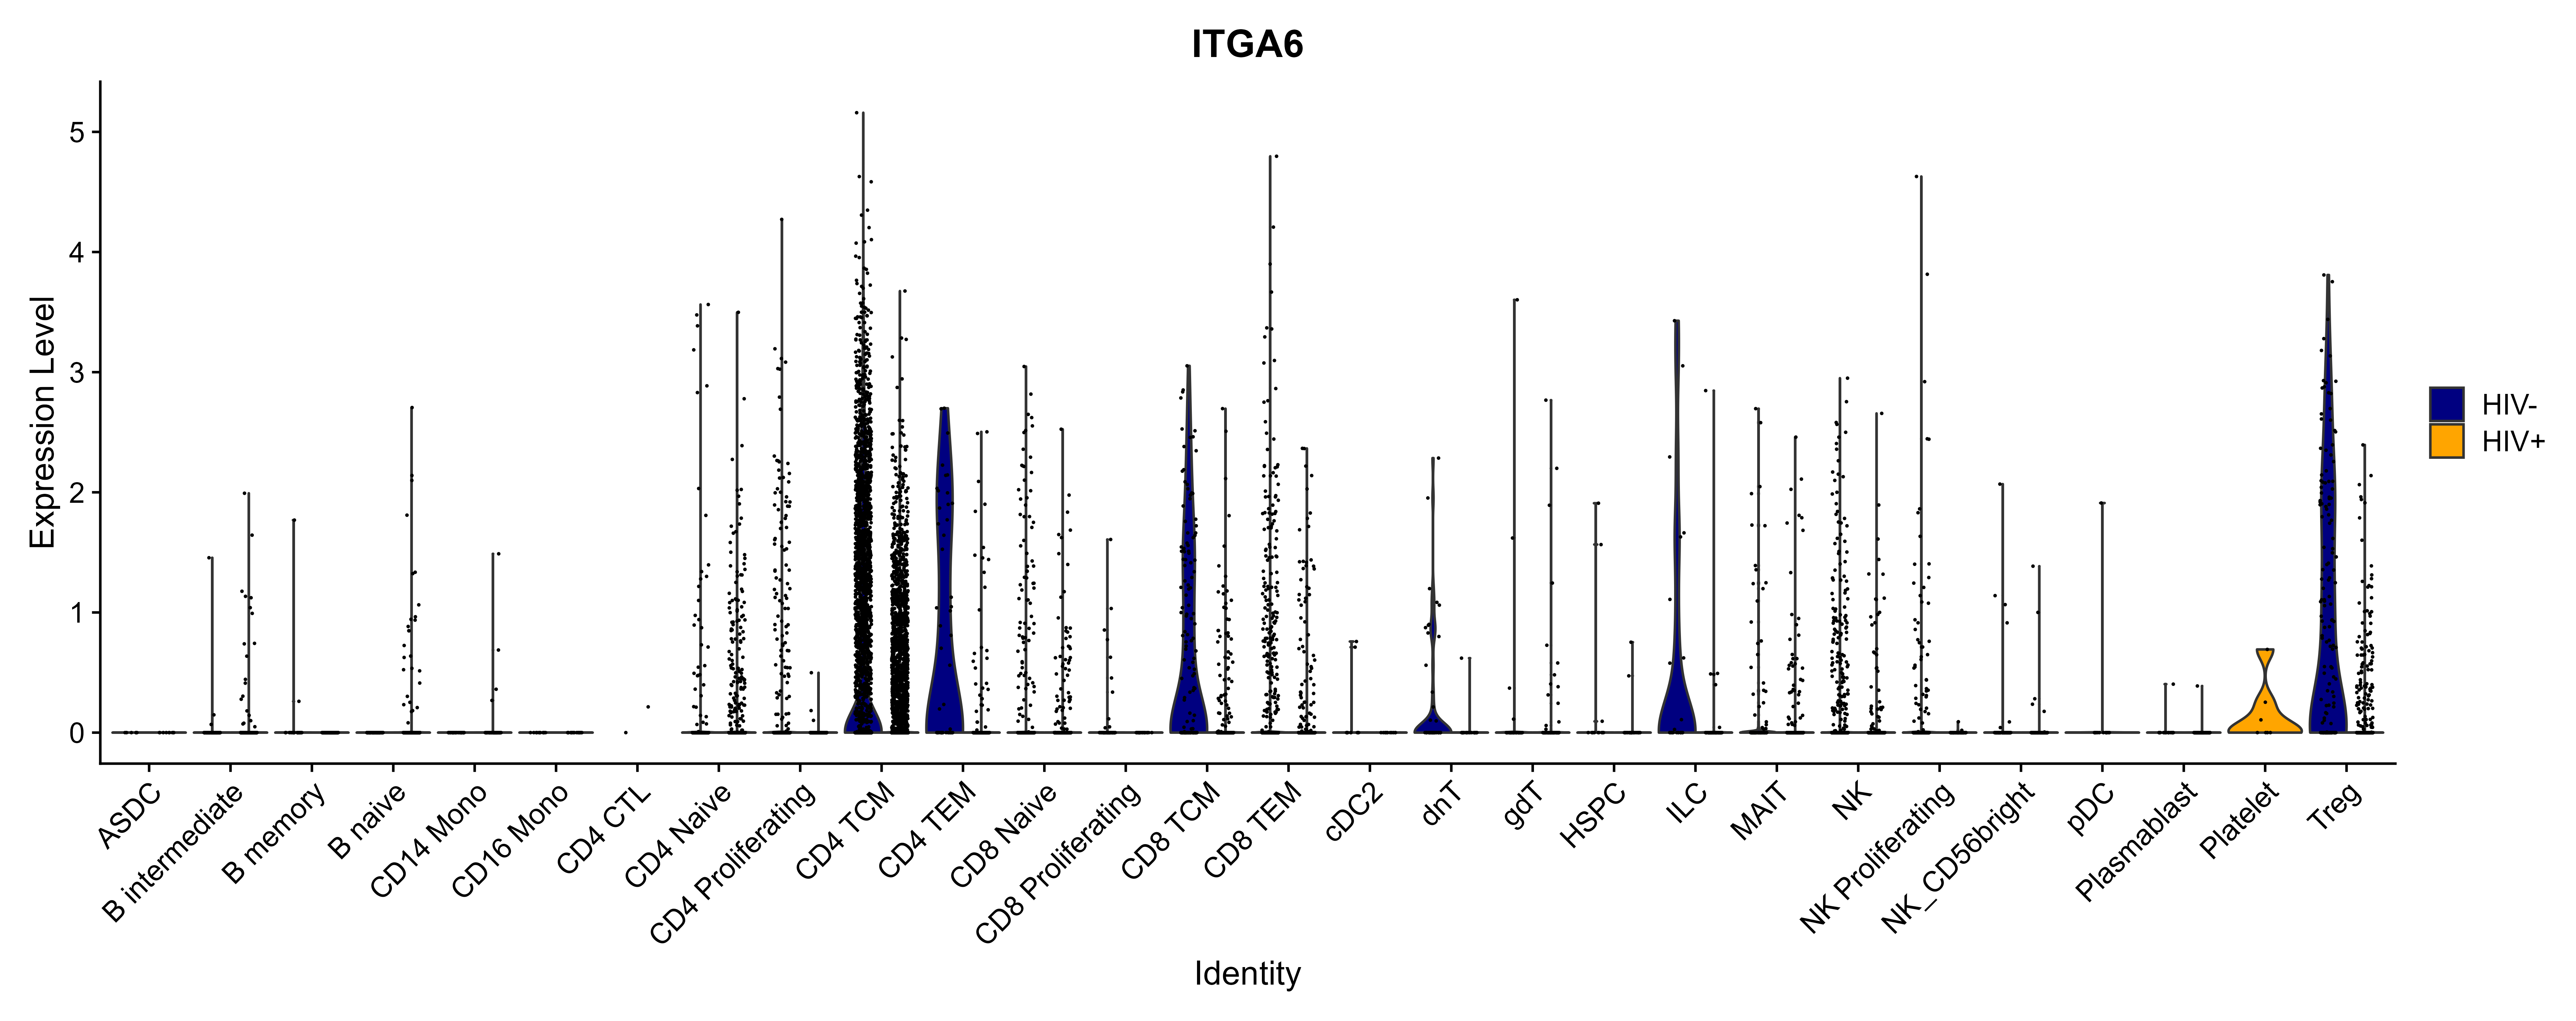 ITGA6
Expression Level
5
4
3
2
1
0
ASDC
B intermediate
B memory
B naive
CD14 Mono
CD16 Mono
CD4 CTL
CD4 Naive
CD4 Proliferating
CD4 TCM
CD4 TEM
CD8 Naive
CD8 Proliferating
CD8 TCM
CD8 TEM
cDC2
dnT
gdT
HSPC
ILC
MAIT
NK
NK Proliferating
NK_CD56bright
pDC
Plasmablast
Platelet
Treg
Identity
HIV-
HIV+